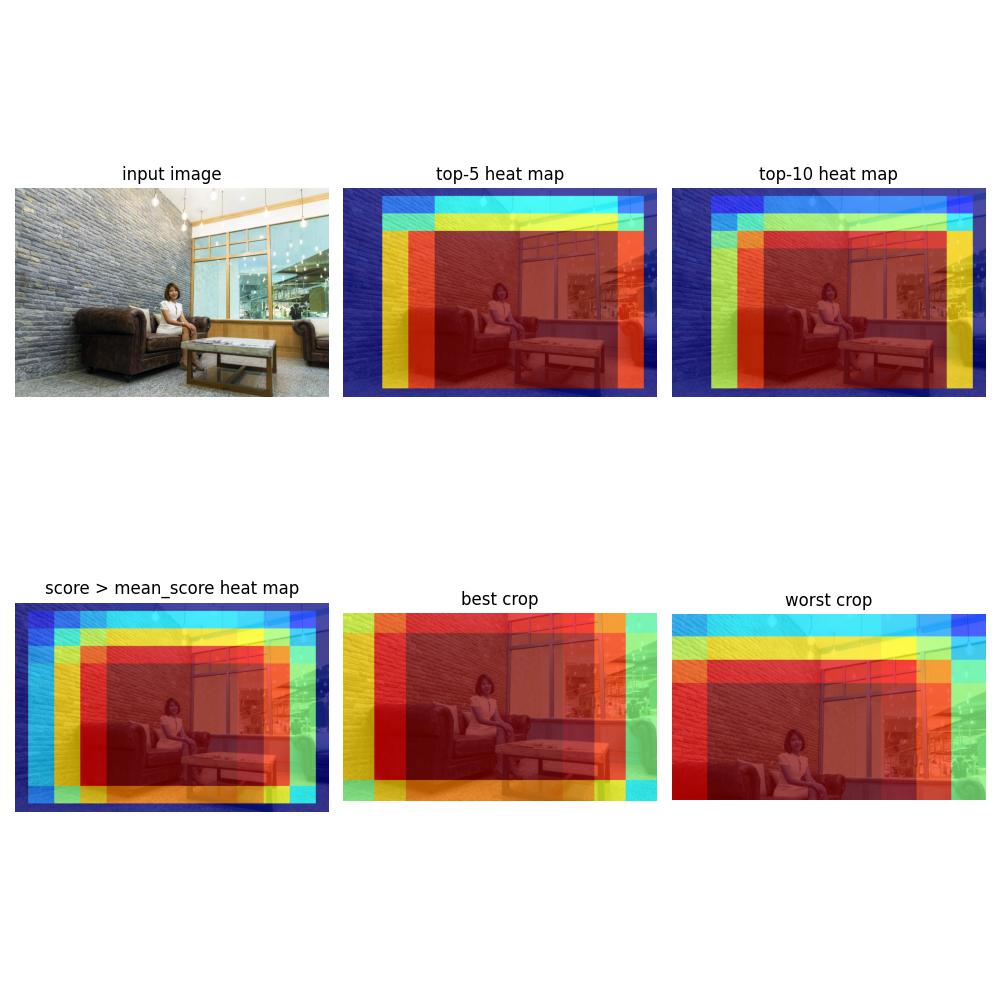 input image
top-5 heat map
top-10 heat map
score > mean_score heat map
best crop
worst crop